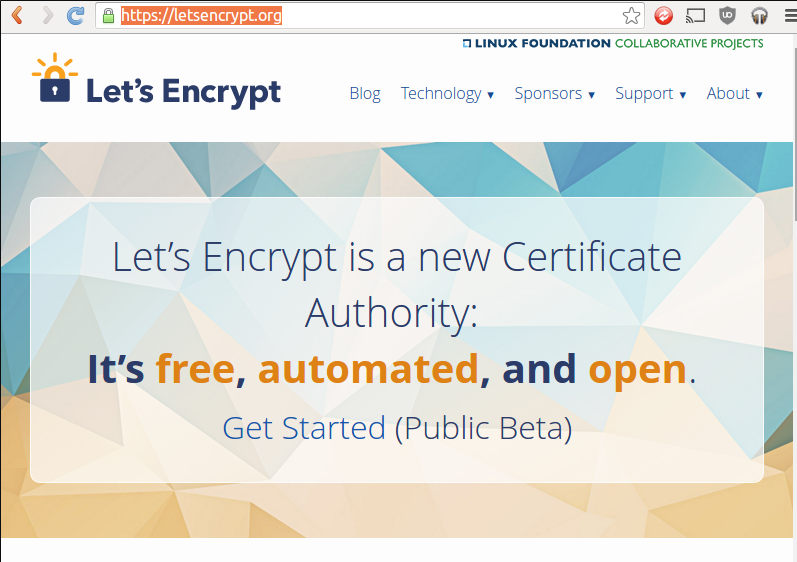 https://letsencrypt.org
LINUX FOUNDATION COLLABORATIVE PROJECTS
Let's Encrypt
Blog Technology ▾ Sponsors ▾ Support ▾ About ▾
Let’s Encrypt is a new Certificate
Authority:
It’s free, automated, and open.
Get Started (Public Beta)